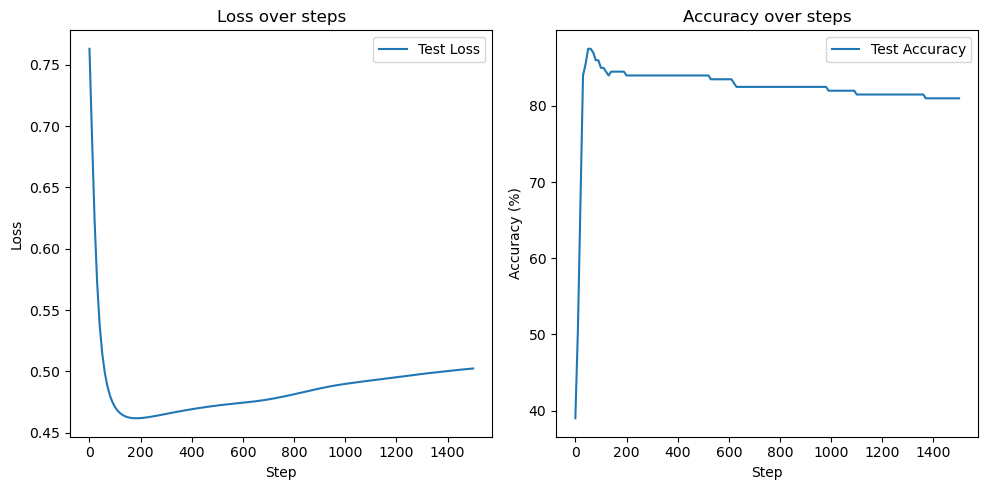 Loss over steps
Test Loss
0.75
0.70
0.65
0.60
0.55
0.50
0.45
Loss
0 200 400 600 800 1000 1200 1400
Step
Accuracy over steps
Test Accuracy
80
70
60
50
40
Accuracy (%)
0 200 400 600 800 1000 1200 1400
Step